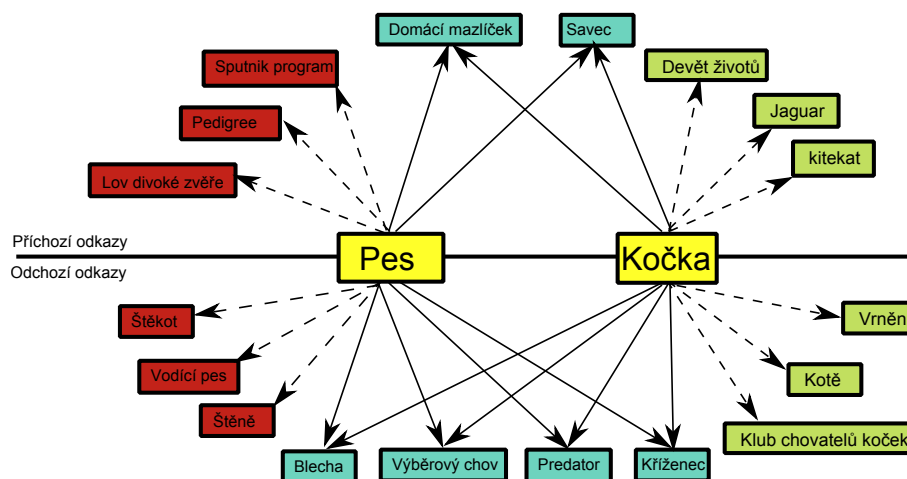 Domácí mazlíček
Savec
Sputnik program
Devět životů
Pedigree
Jaguar
kitekat
Lov divoké zvěře
Příchozí odkazy
Pes
Kočka
Odchozí odkazy
Štěkot
Vrněn
Vodící pes
Kotě
Štěně
Klub chovatelů koček
Blecha
Výběrový chov
Predator
Kříženec